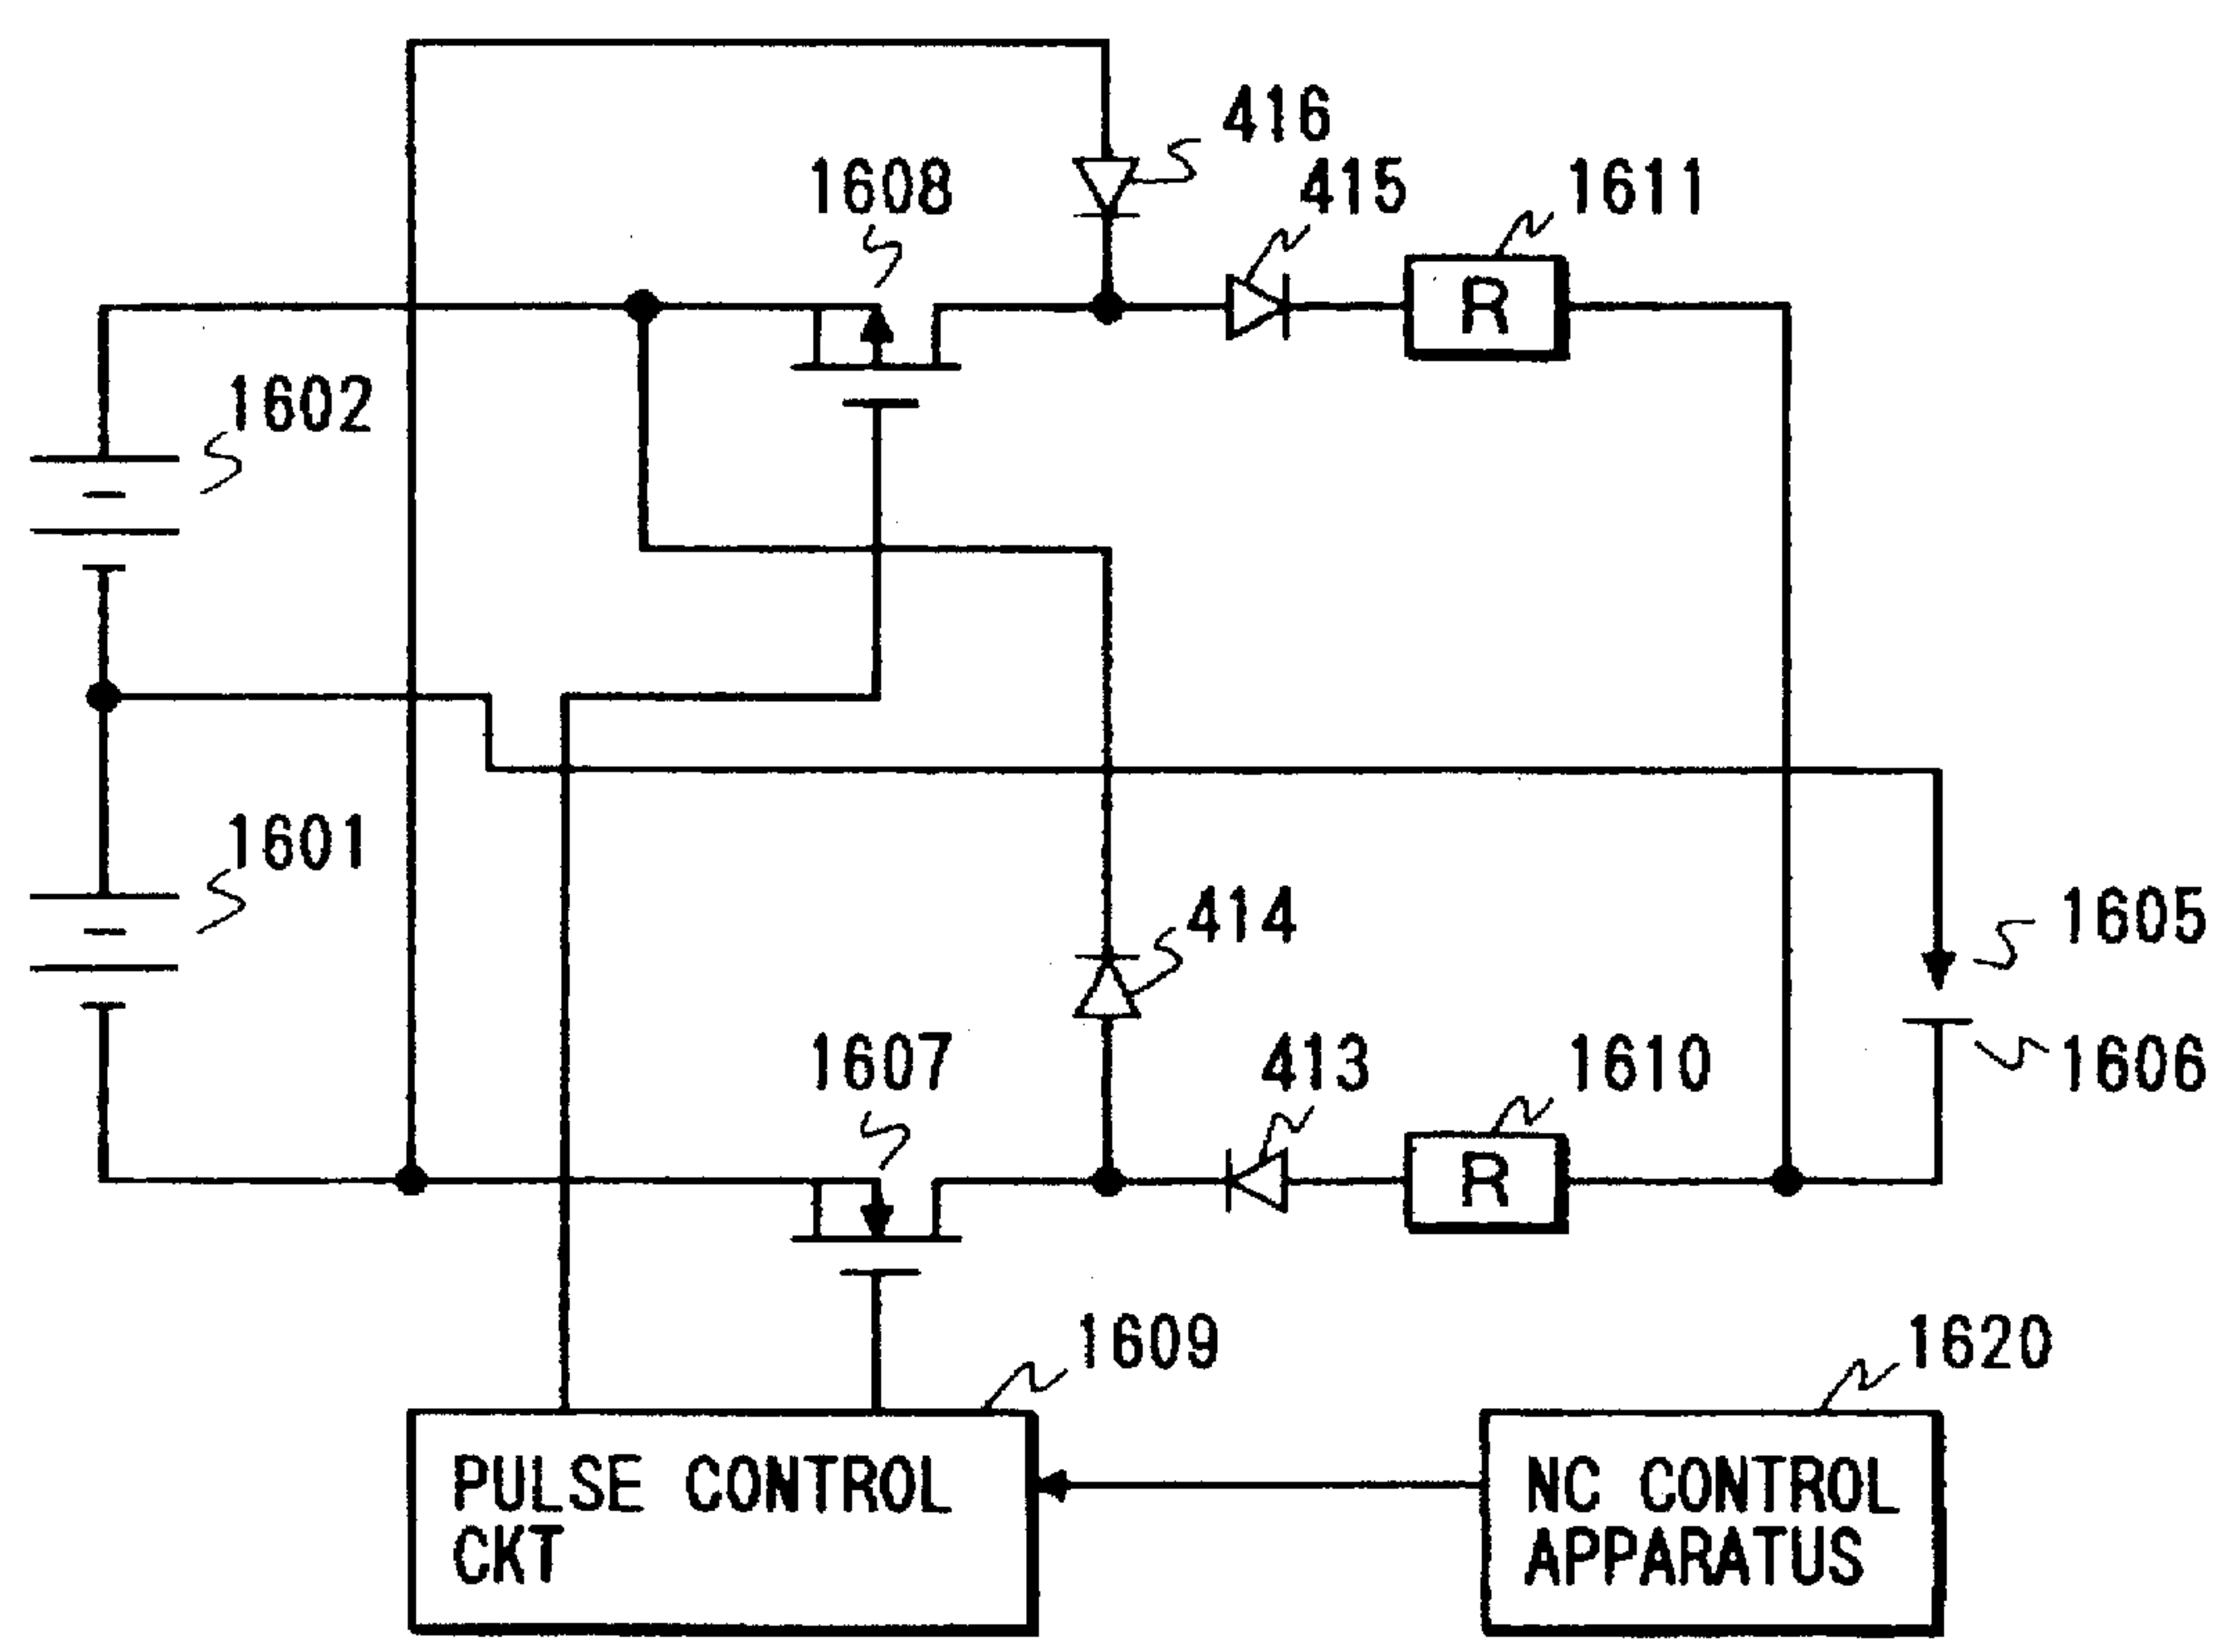 416
1608
415
1611
R
1602
1601
414
1605
1607
413
1610
1606
R
1609
1620
PULSE CONTROL
CKT
NC CONTROL
APPARATUS